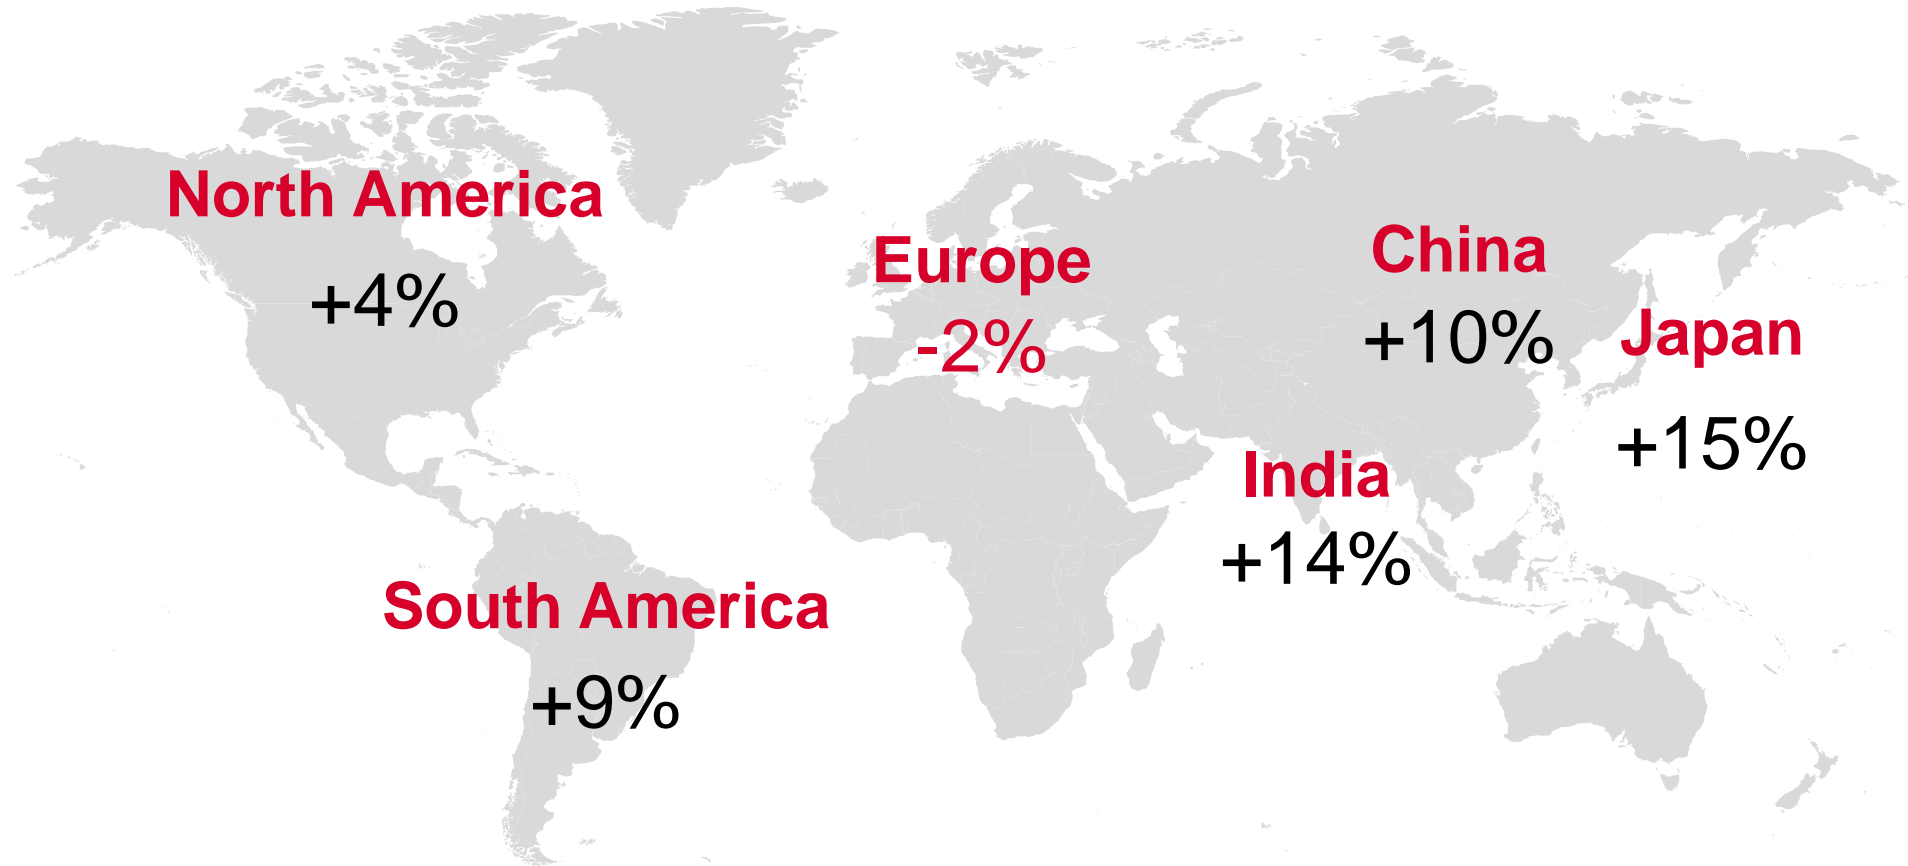 North America
+4%
Europe
-2%
China
+10%
Japan
+15%
India
+14%
South America
+9%